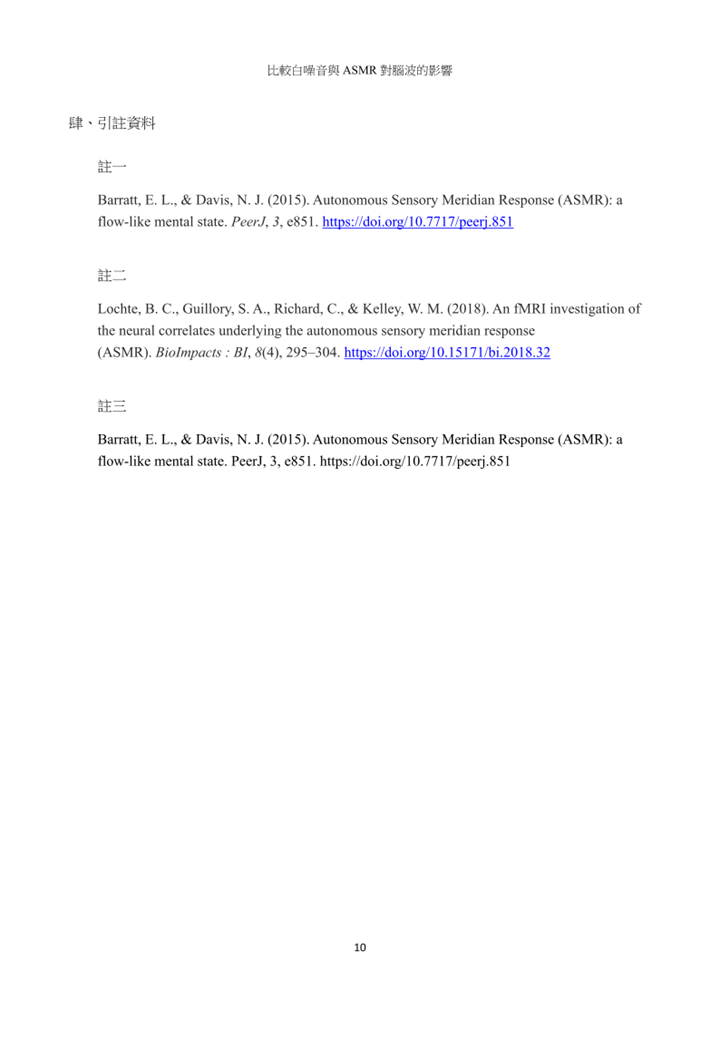 比較白噪音與 ASMR 對腦波的影響
肆、引註資料
註一
Barratt, E. L., & Davis, N. J. (2015). Autonomous Sensory Meridian Response (ASMR): a
flow-like mental state. PeerJ, 3, e851. https://doi.org/10.7717/peerj.851
註二
Lochte, B. C., Guillory, S. A., Richard, C., & Kelley, W. M. (2018). An fMRI investigation of
the neural correlates underlying the autonomous sensory meridian response
(ASMR). BioImpacts : BI, 8(4), 295–304. https://doi.org/10.15171/bi.2018.32
註三
Barratt, E. L., & Davis, N. J. (2015). Autonomous Sensory Meridian Response (ASMR): a
flow-like mental state. PeerJ, 3, e851. https://doi.org/10.7717/peerj.851
10